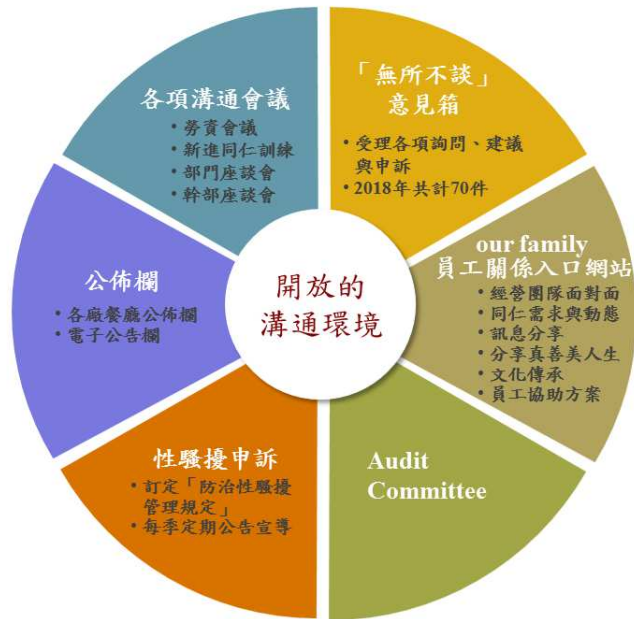 各項溝通會議
• 勞資會議
• 新進同仁訓練
• 部門座談會
• 幹部座談會
「無所不談」
意見箱
• 受理各項詢問、建議
與申訴
• 2018年共計70件
our family
員工關係入口網站
• 經營團隊面對面
• 同仁需求與動態
• 訊息分享
• 分享真善美人生
• 文化傳承
• 員工協助方案
Audit
Committee
性騷擾申訴
• 訂定「防治性騷擾
管理規定」
• 每季定期公告宣導
公佈欄
• 各廠餐廳公佈欄
• 電子公告欄
開放的
溝通環境